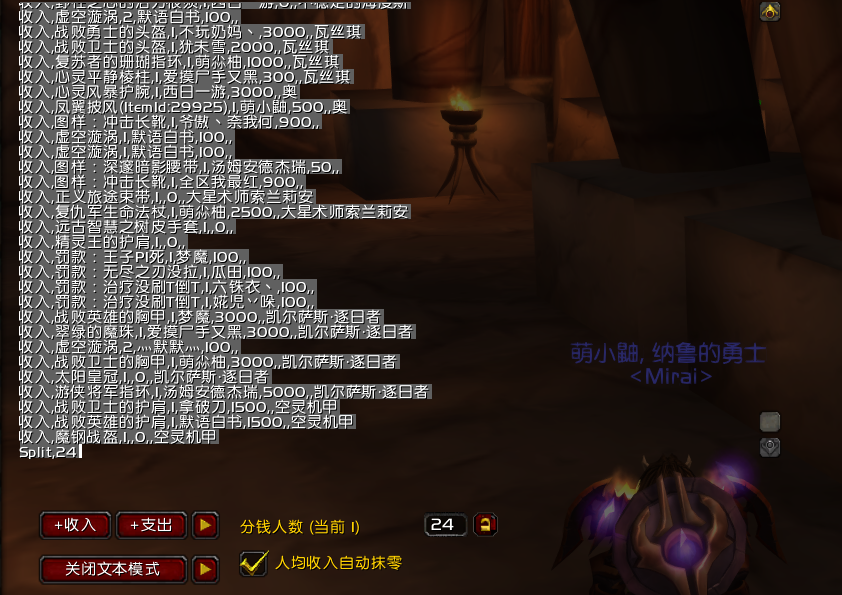 收入,虚空漩涡,2,默语白书,100,,
收入,战败勇士的头盔,1,不玩奶妈丶,3000,,瓦丝琪
收入,战败卫士的头盔,1,犹未雪,2000,,瓦丝琪
收入,复苏者的珊瑚指环,1,萌尛柚,1000,,瓦丝琪
收入,心灵平静棱柱,1,爱摸尸手又黑,300,,瓦丝琪
收入,心灵风暴护腕,1,西曰一游,3000,,奥
收入,凤翼披风(ItemId:29925),1,萌小鼬,500,,奥
收入,图样：冲击长靴,1,爷傲丶奈我何,900,,
收入,虚空漩涡,1,默语白书,100,,
收入,虚空漩涡,1,默语白书,100,,
收入,图样：深邃暗影腰带,1,汤姆安德杰瑞,50,,
收入,图样：冲击长靴,1,全区我最红,900,,
收入,正义旅途束带,1,,0,,大星术师索兰莉安
收入,复仇军生命法杖,1,萌尛柚,2500,,大星术师索兰莉安
收入,远古智慧之树皮手套,1,,0,,
收入,精灵王的护肩,1,,0,,
收入,罚款：王子P1死,1,梦魔,100,,
收入,罚款：无尽之刃没拉,1,瓜田,100,,
收入,罚款：治疗没刷T倒T,1,六铢衣丶,100,,
收入,罚款：治疗没刷T倒T,1,婲児丷哚,100,,
收入,战败英雄的胸甲,1,梦魔,3000,,凯尔萨斯·逐日者
收入,翠绿的魔珠,1,爱摸尸手又黑,3000,,凯尔萨斯·逐日者
收入,虚空漩涡,2,灬默默灬,100,,
收入,战败卫士的胸甲,1,萌尛柚,3000,,凯尔萨斯·逐日者
收入,太阳皇冠,1,,0,,凯尔萨斯·逐日者
收入,游侠将军指环,1,汤姆安德杰瑞,5000,,凯尔萨斯·逐日者
收入,战败卫士的护肩,1,拿破刀,1500,,空灵机甲
收入,战败英雄的护肩,1,默语白书,1500,,空灵机甲
收入,魔钢战盔,1,,0,,空灵机甲
Split,24
萌小鼬, 纳鲁的勇士
<Mirai>
+收入 +支出 分钱人数 (当前 1) 24
关闭文本模式 人均收入自动抹零